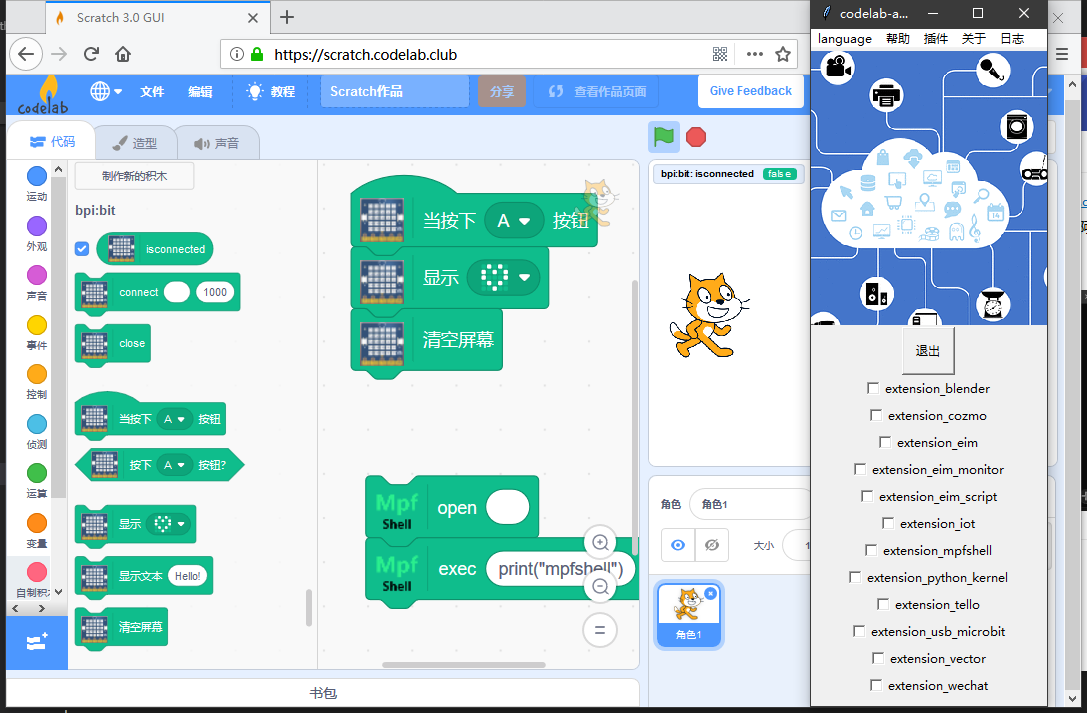 Scratch 3.0 GUI
https://scratch.codelab.club
codelab
文件
编辑
教程
Scratch作品
分享
查看作品页面
Give Feedback
代码
造型
声音
运动
外观
声音
事件
控制
侦测
运算
变量
自制积木
制作新的积木
bpi:bit
isconnected
connect 1000
close
当按下 A 按钮
按下 A 按钮?
显示
显示文本 Hello!
清空屏幕
当按下 A 按钮
显示
清空屏幕
Mpf Shell open
Mpf Shell exec print("mpfshell")
书包
bpi:bit: isconnected false
角色 角色1
大小
角色1
codelab-a...
language 帮助 插件 关于 日志
14
退出
extension_blender
extension_cozmo
extension_eim
extension_eim_monitor
extension_eim_script
extension_iot
extension_mpfshell
extension_python_kernel
extension_tello
extension_usb_microbit
extension_vector
extension_wechat